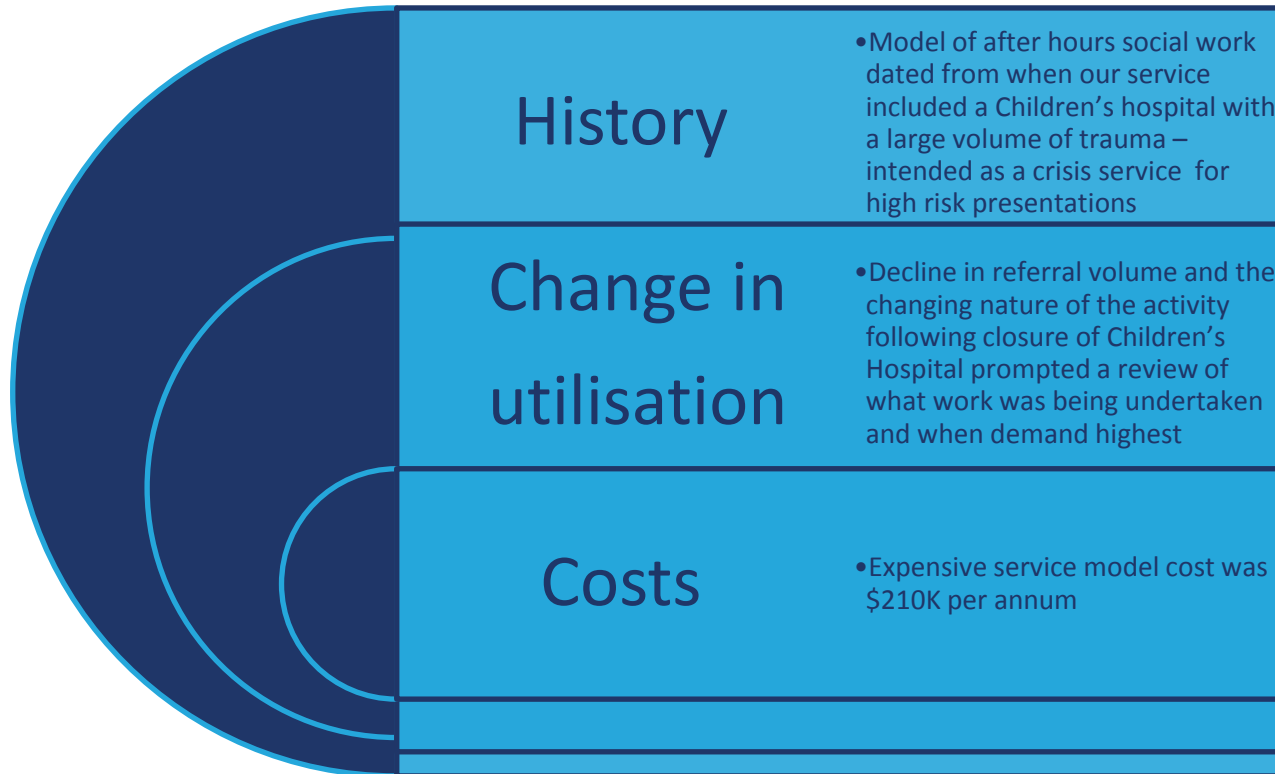 History
•Model of after hours social work
dated from when our service
included a Children’s hospital with
a large volume of trauma –
intended as a crisis service for
high risk presentations
Change in
utilisation
•Decline in referral volume and the
changing nature of the activity
following closure of Children’s
Hospital prompted a review of
what work was being undertaken
and when demand highest
Costs
•Expensive service model cost was
$210K per annum